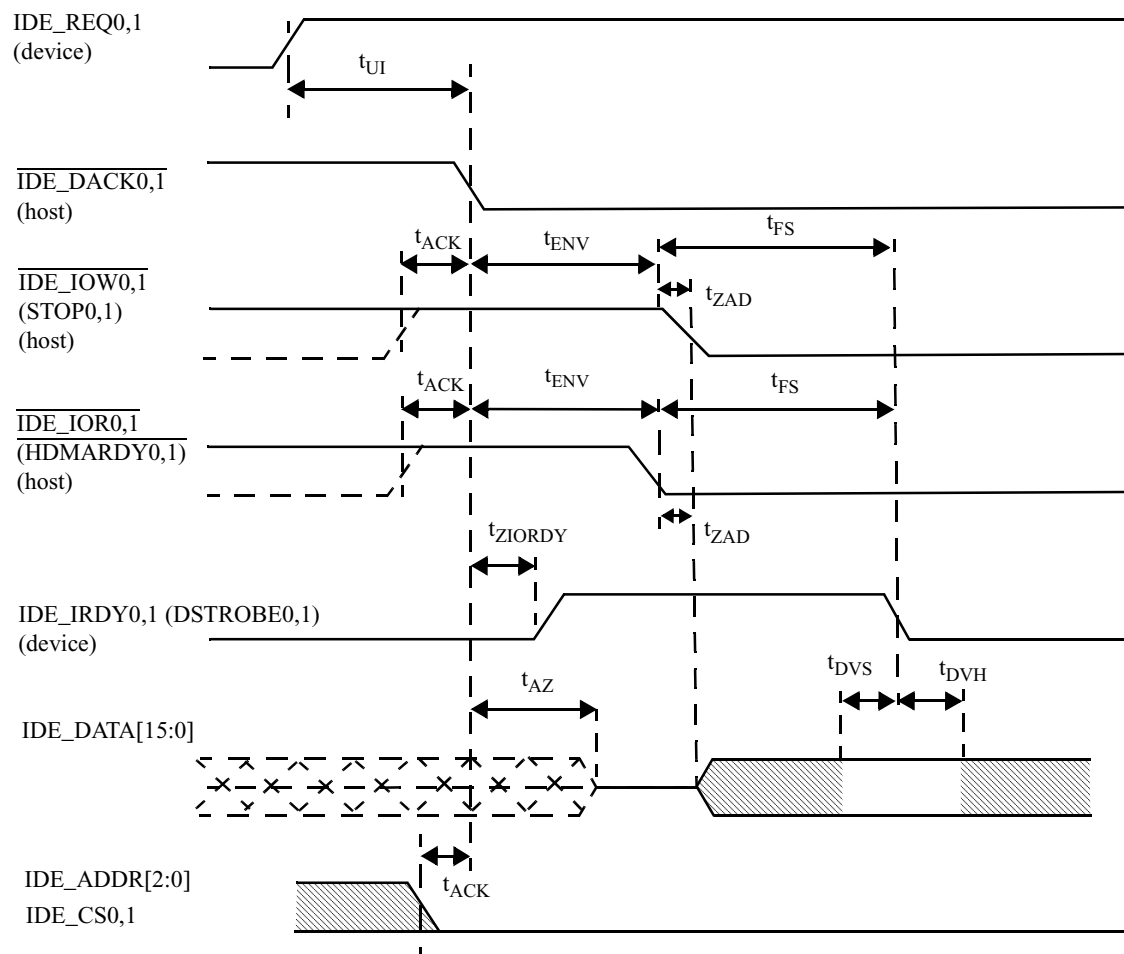 IDE_REQ0,1
(device)
tUI
IDE_DACK0,1
(host)
tACK
tENV
tFS
IDE_IOW0,1
(STOP0,1)
(host)
tZAD
tACK
tENV
tFS
IDE_IOR0,1
(HDMARDY0,1)
(host)
tZIORDY
tZAD
IDE_IRDY0,1 (DSTROBE0,1)
(device)
tAZ
tDVS
tDVH
IDE_DATA[15:0]
IDE_ADDR[2:0]
tACK
IDE_CS0,1